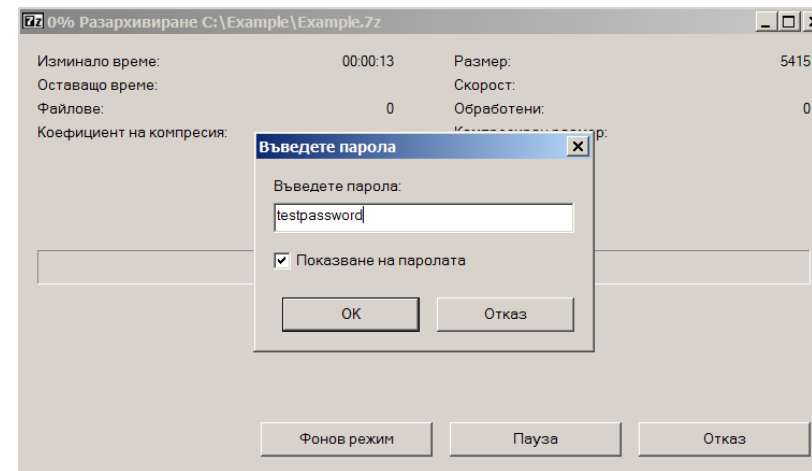 7z 0% Разархивиране C:\Example\Example.7z
Изминало време: 00:00:13 Размер: 5415
Оставащо време: Скорост:
Файлове: 0 Обработени: 0
Коефициент на компресия:
Въведете парола
Въведете парола:
testpassword
Показване на паролата
OK Отказ
Фонов режим Пауза Отказ